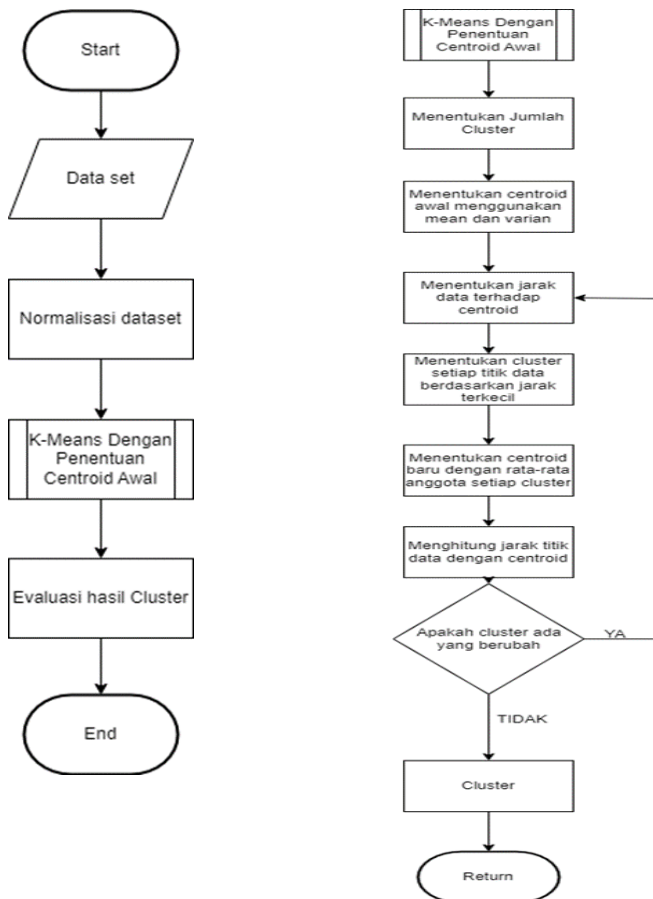 Start
Data set
Normalisasi dataset
K-Means Dengan
Penentuan
Centroid Awal
Evaluasi hasil Cluster
End
K-Means Dengan
Penentuan
Centroid Awal
Menentukan Jumlah
Cluster
Menentukan centroid
awal menggunakan
mean dan varian
Menentukan jarak
data terhadap
centroid
Menentukan cluster
setiap titik data
berdasarkan jarak
terkecil
Menentukan centroid
baru dengan rata-rata
anggota setiap cluster
Menghitung jarak titik
data dengan centroid
Apakah cluster ada
yang berubah
YA
TIDAK
Cluster
Return